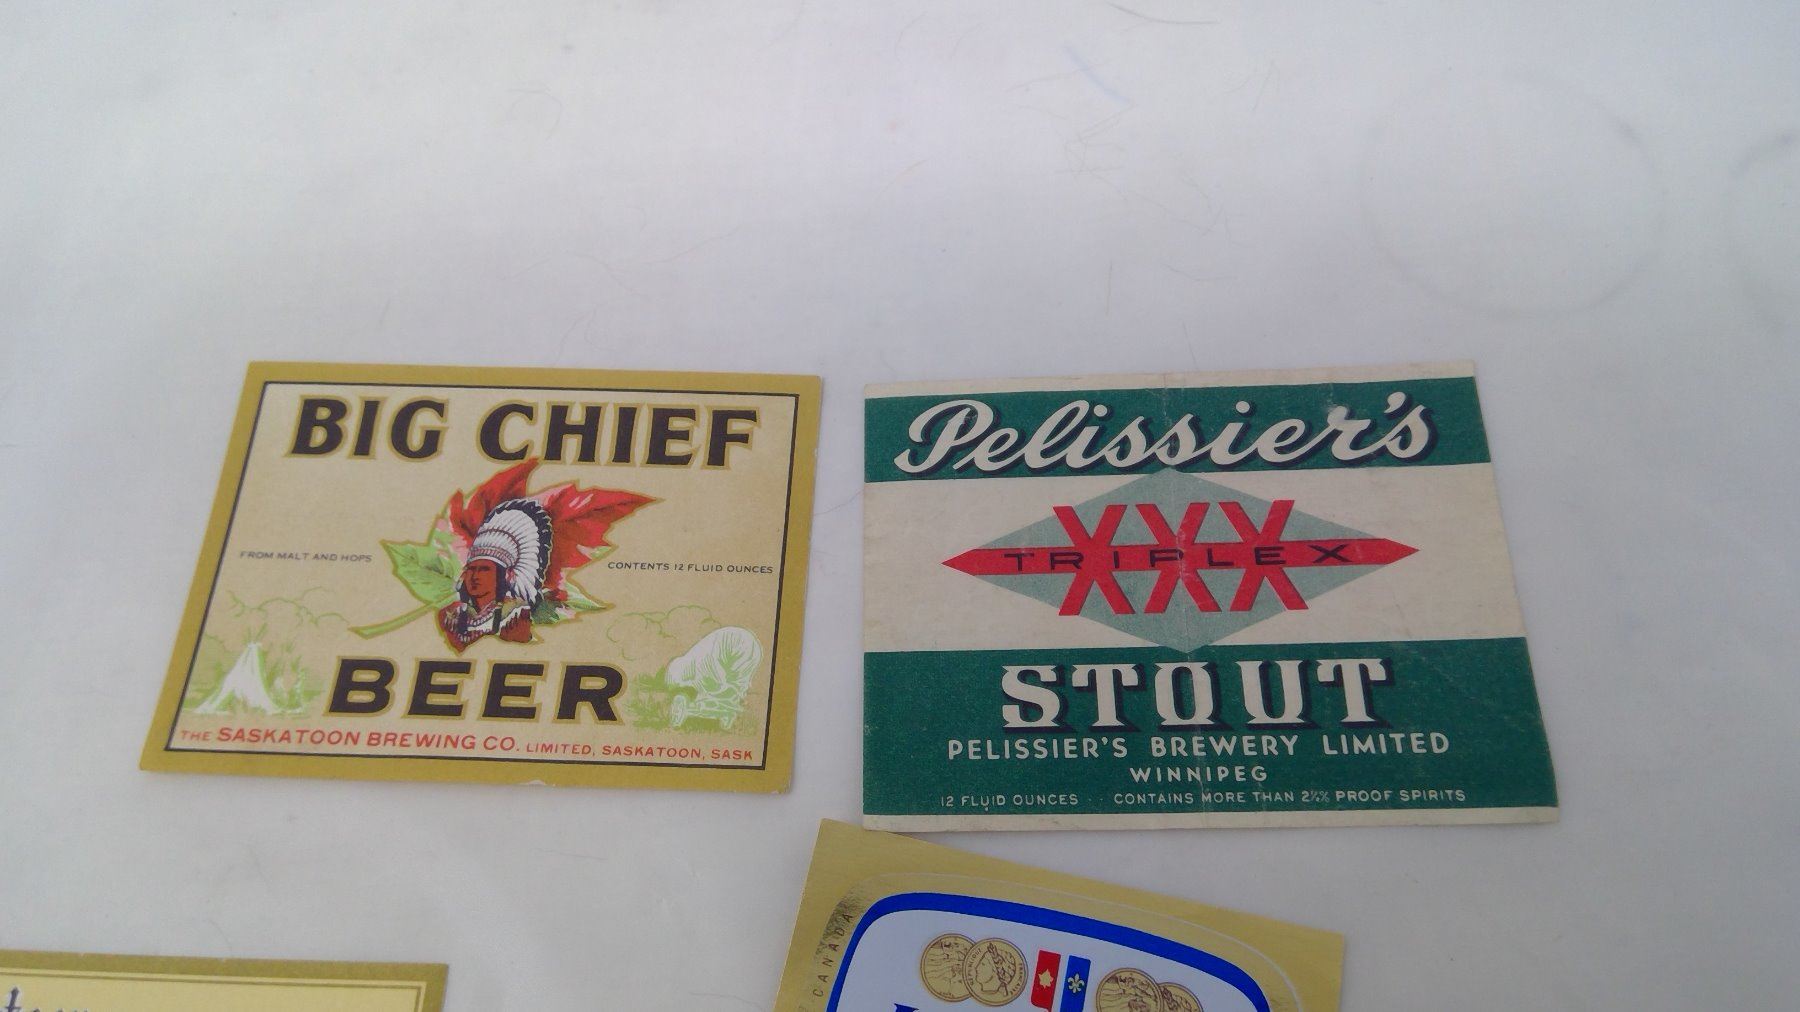 BIG CHIEF
FROM MALT AND HOPS
CONTENTS 12 FLUID OUNCES
BEER
THE SASKATOON BREWING CO. LIMITED, SASKATOON, SASK
Pelissier's
XXX
TRIPLEX
STOUT
PELISSIER'S BREWERY LIMITED
WINNIPEG
12 FLUID OUNCES - - CONTAINS MORE THAN 2½% PROOF SPIRITS
CANADA